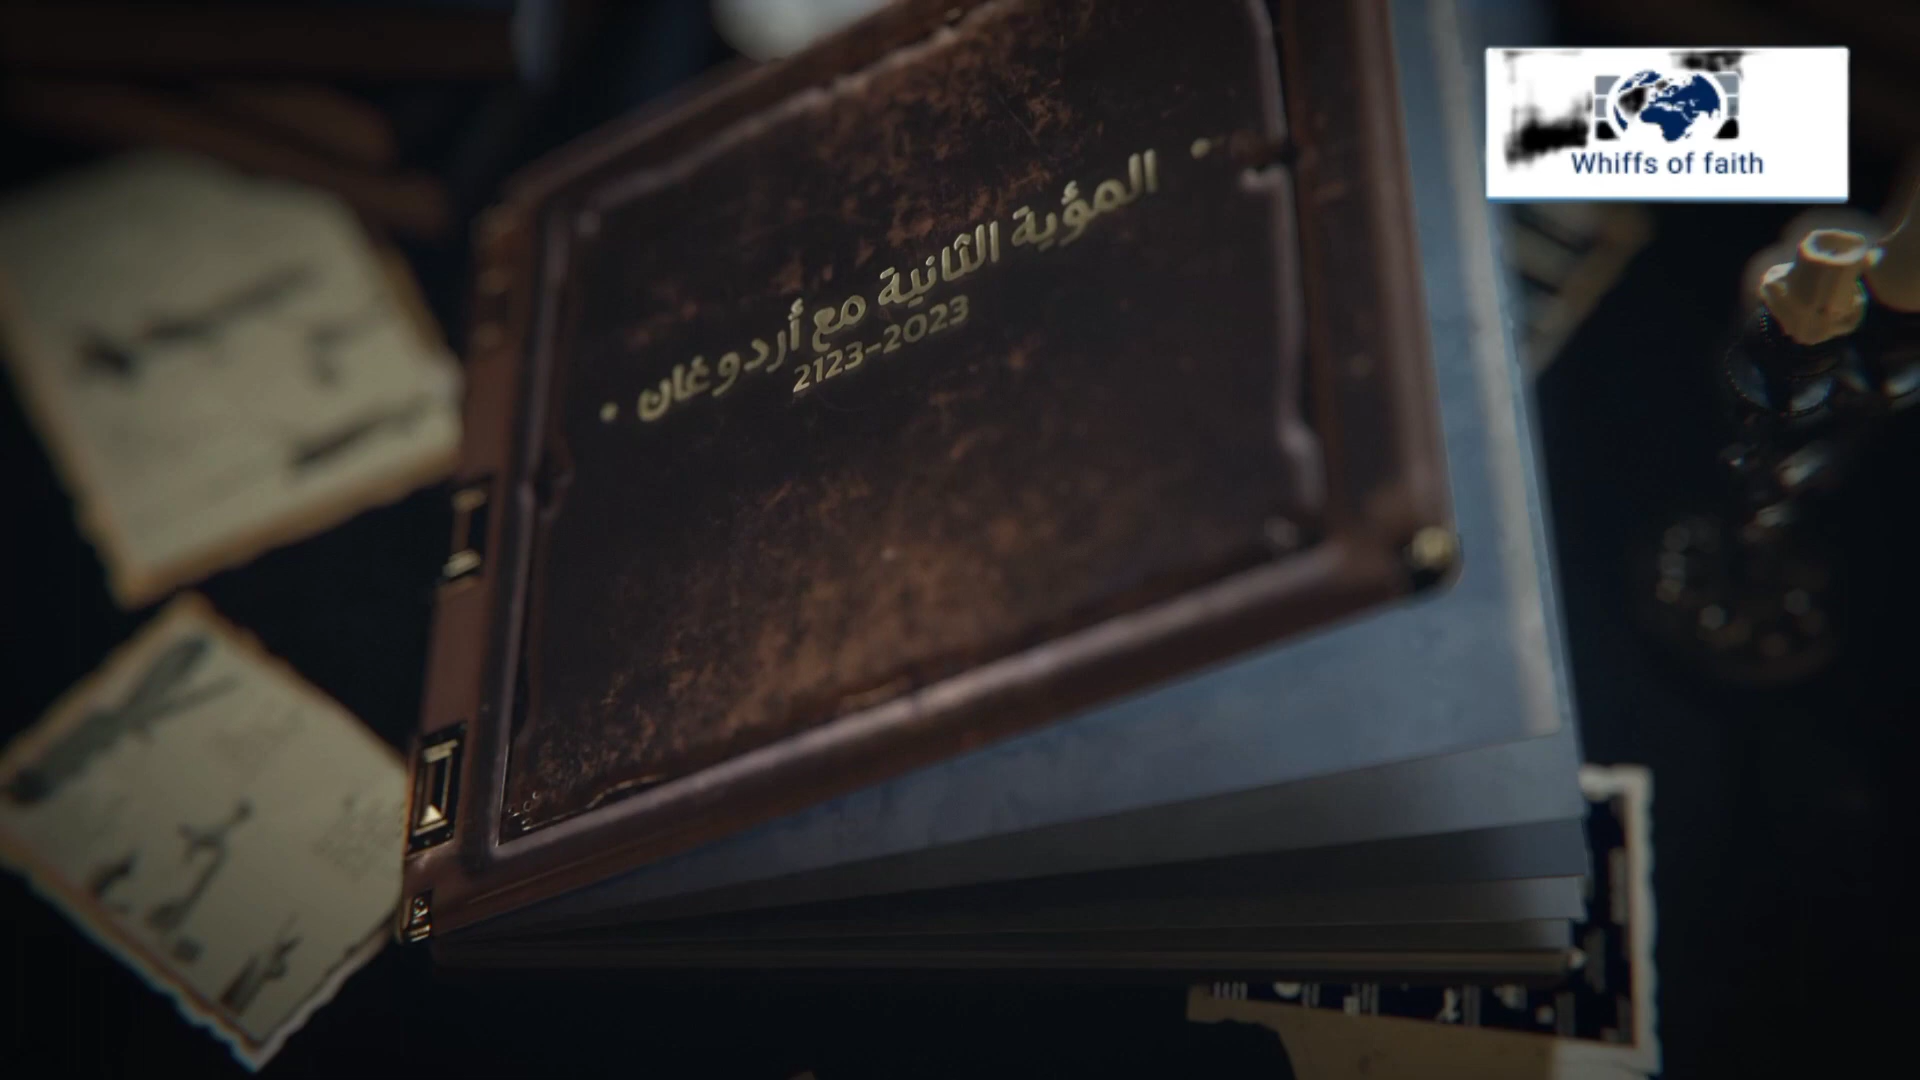 المؤية الثانية مع أردوغان
2123-2023
Whiffs of faith